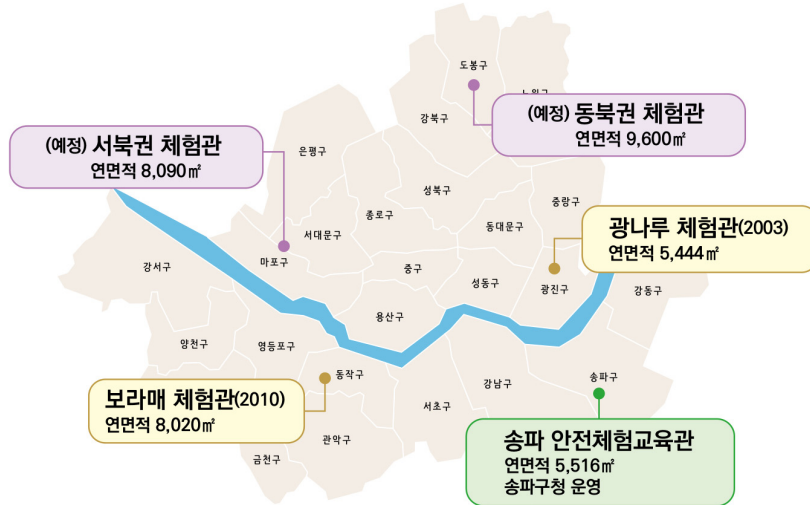 도봉구
노원구
강북구
(예정) 동북권 체험관
연면적 9,600㎡
(예정) 서북권 체험관
연면적 8,090㎡
은평구
성북구
중랑구
종로구
서대문구
동대문구
광나루 체험관(2003)
연면적 5,444㎡
마포구
강서구
중구
성동구
광진구
강동구
용산구
양천구
영등포구
동작구
강남구
송파구
서초구
보라매 체험관(2010)
연면적 8,020㎡
관악구
금천구
송파 안전체험교육관
연면적 5,516㎡
송파구청 운영